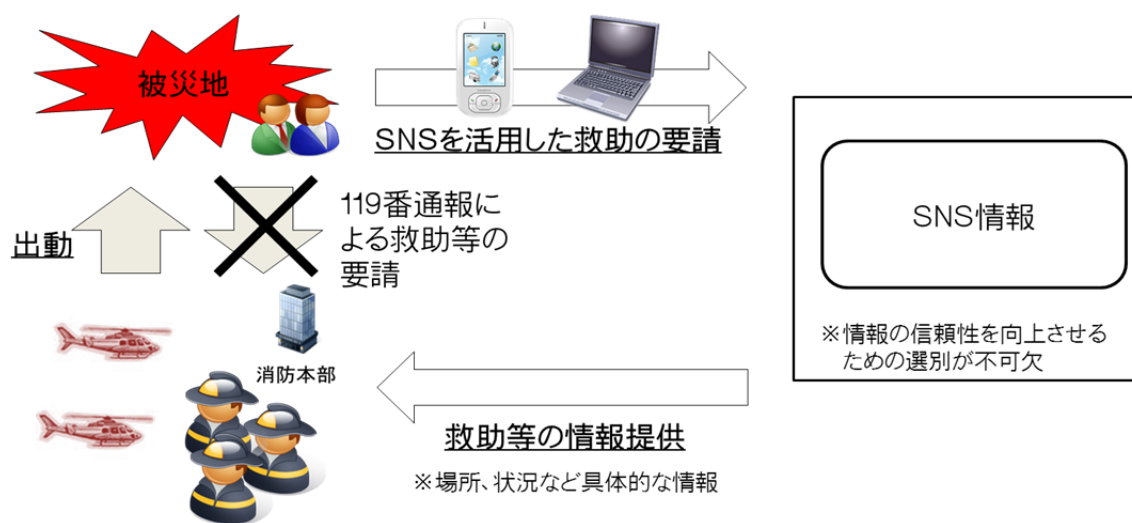 被災地
SNSを活用した救助の要請
119番通報に
よる救助等の
要請
出動
消防本部
SNS情報
※情報の信頼性を向上させる
ための選別が不可欠
救助等の情報提供
※場所、状況など具体的な情報